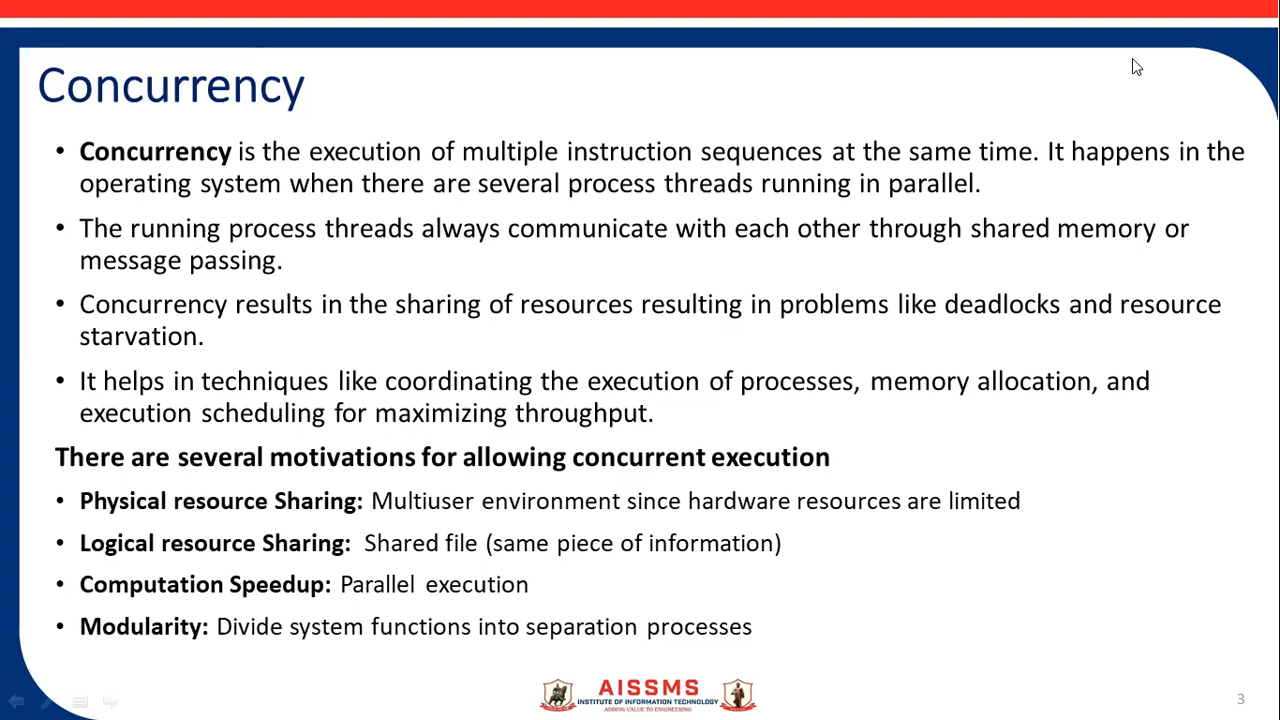 Concurrency
• Concurrency is the execution of multiple instruction sequences at the same time. It happens in the
operating system when there are several process threads running in parallel.
• The running process threads always communicate with each other through shared memory or
message passing.
• Concurrency results in the sharing of resources resulting in problems like deadlocks and resource
starvation.
• It helps in techniques like coordinating the execution of processes, memory allocation, and
execution scheduling for maximizing throughput.
There are several motivations for allowing concurrent execution
• Physical resource Sharing: Multiuser environment since hardware resources are limited
• Logical resource Sharing: Shared file (same piece of information)
• Computation Speedup: Parallel execution
• Modularity: Divide system functions into separation processes
AISSMS
INSTITUTE OF INFORMATION TECHNOLOGY
ADDING VALUE TO ENGINEERING
3